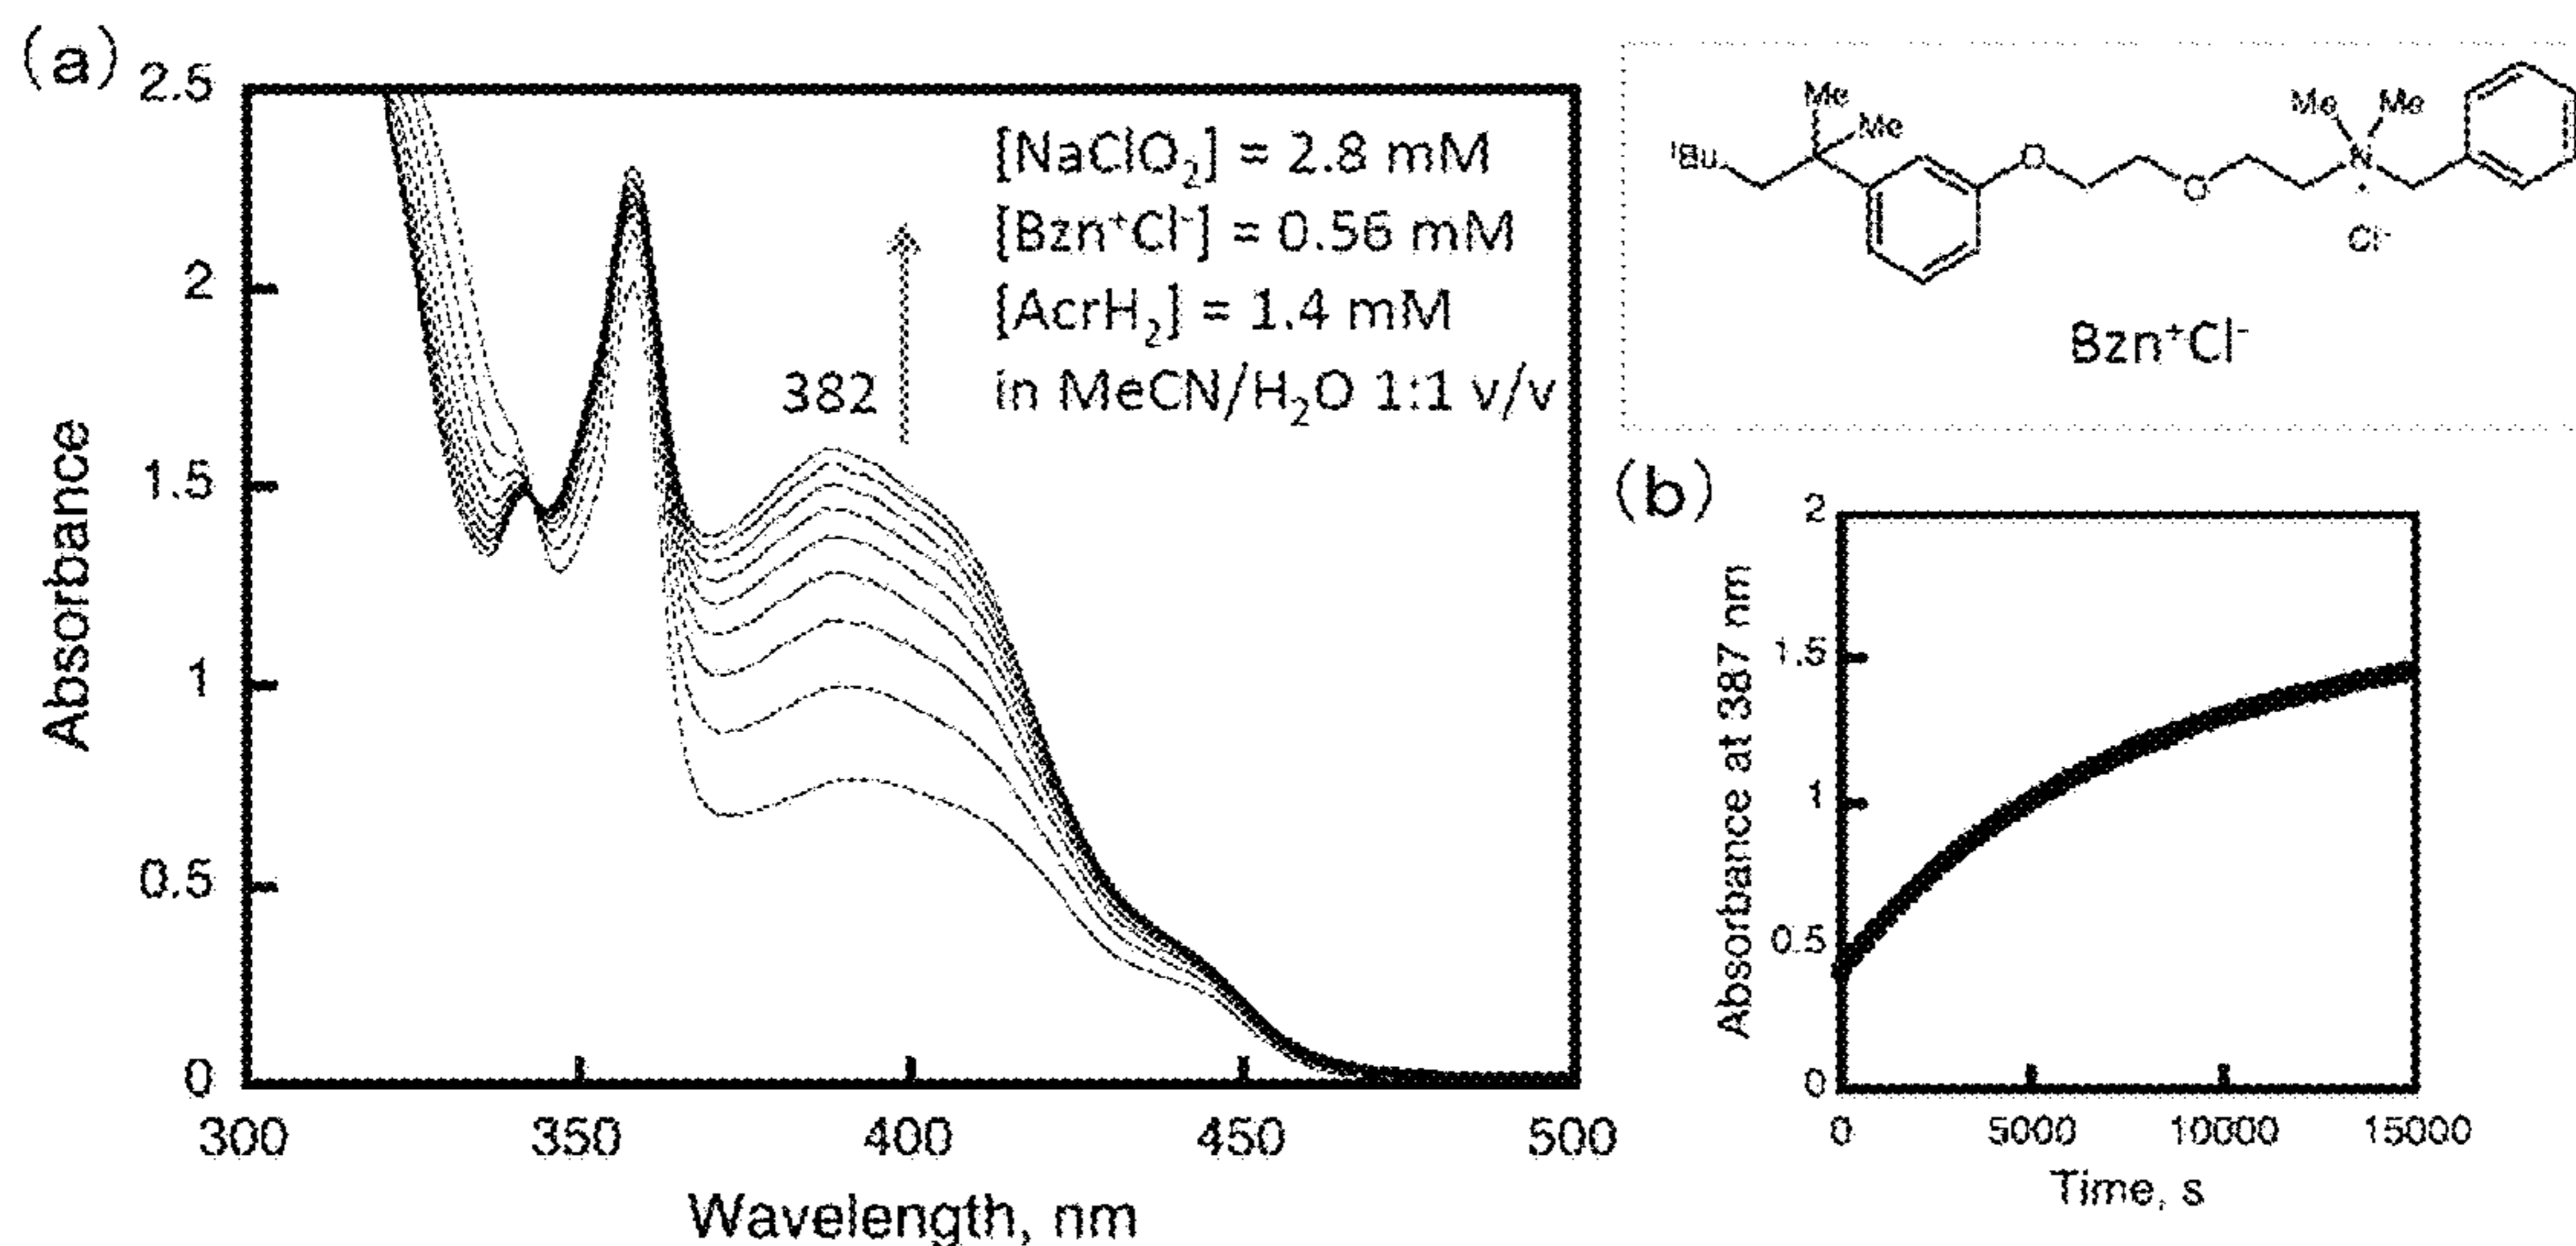 (a)
2.5
2
1.5
1
0.5
0
Absorbance
300 350 400 450 500
Wavelength, nm
382
[NaClO₂] = 2.8 mM
[Bzn⁺Cl⁻] = 0.56 mM
[AcrH₂] = 1.4 mM
in MeCN/H₂O 1:1 v/v
Me
Me
Bu
O
O
Me Me
N
Cl⁻
Bzn⁺Cl⁻
(b)
2
1.5
1
0.5
0
Absorbance at 387 nm
0 5000 10000 15000
Time, s